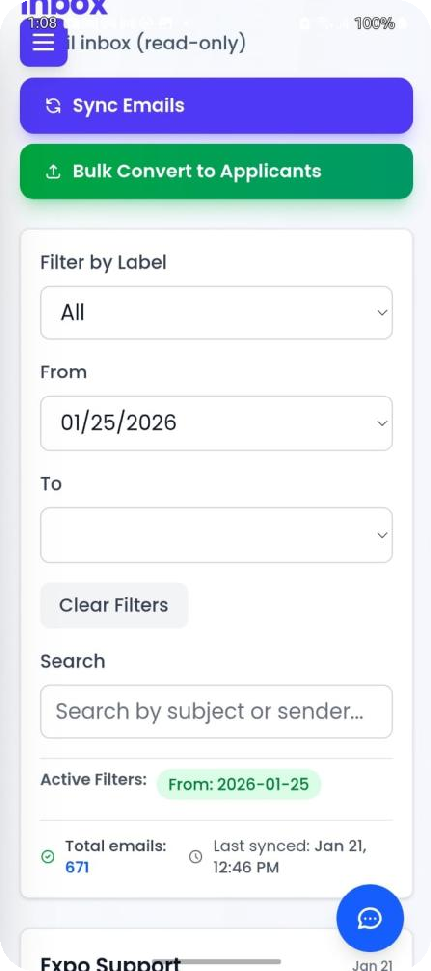 Inbox
1:08
100%
il inbox (read-only)
Sync Emails
Bulk Convert to Applicants
Filter by Label
All
From
01/25/2026
To
Clear Filters
Search
Search by subject or sender...
Active Filters: From: 2026-01-25
Total emails: 671
Last synced: Jan 21, 12:46 PM
Expo Support
Jan 21